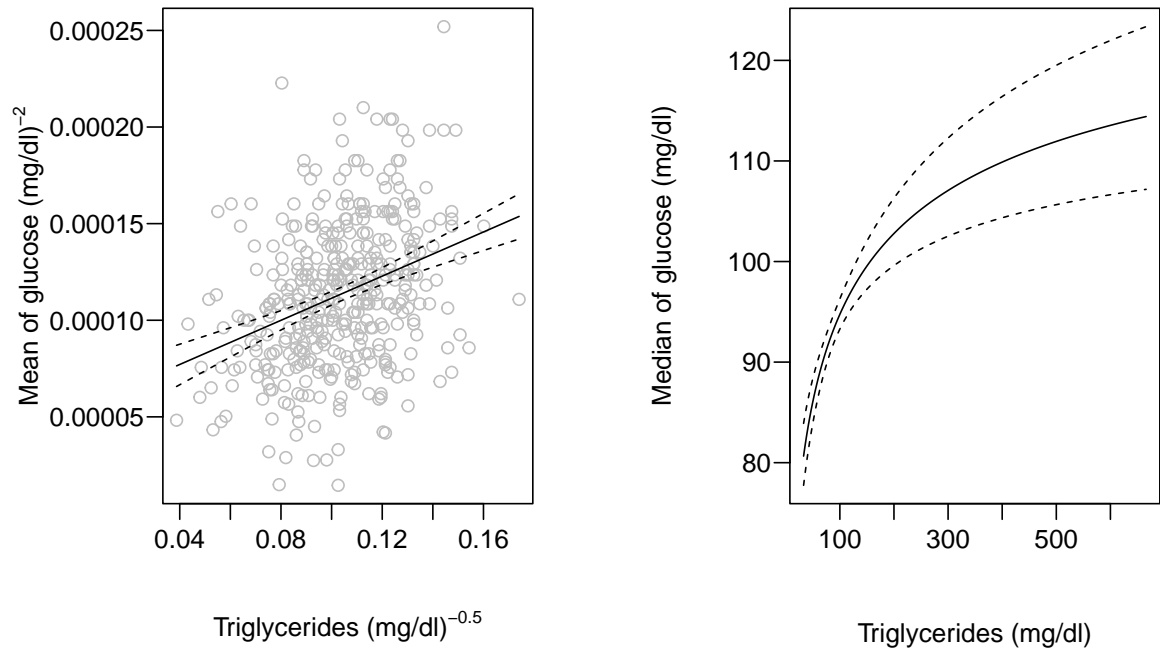 Mean of glucose (mg/dl)⁻²
0.00025
0.00020
0.00015
0.00010
0.00005
0.04 0.08 0.12 0.16
Triglycerides (mg/dl)⁻⁰·⁵
Median of glucose (mg/dl)
120
110
100
90
80
100 300 500
Triglycerides (mg/dl)